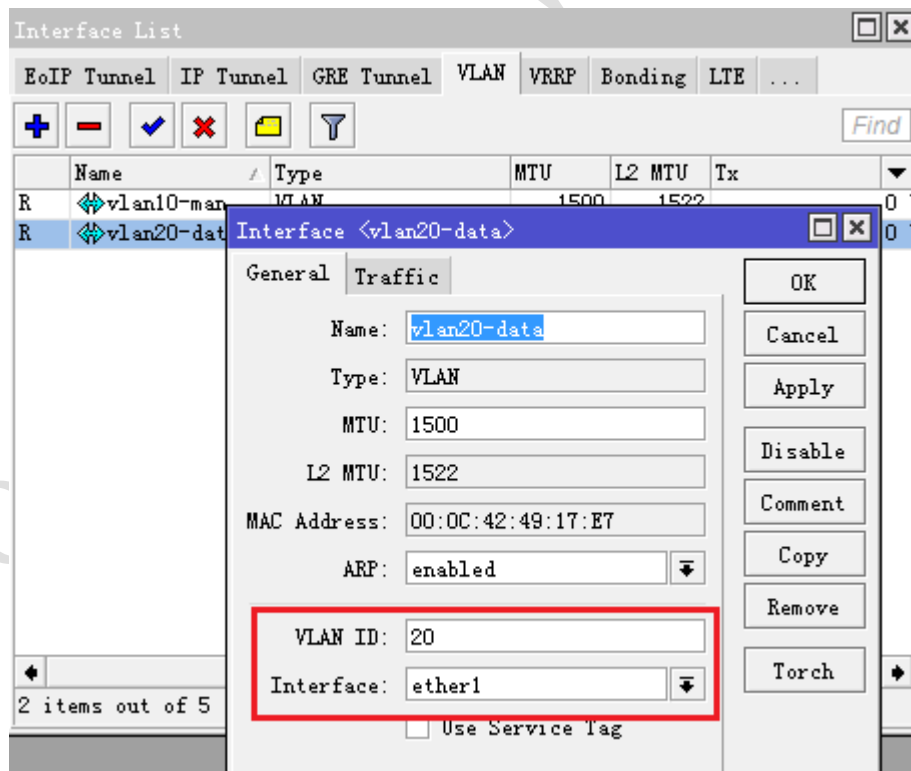 Interface List
EoIP Tunnel IP Tunnel GRE Tunnel VLAN VRRP Bonding LTE ...
Find
Name Type MTU L2 MTU Tx
R vlan10-man VLAN 1500 1522 0
R vlan20-dat 0
Interface <vlan20-data>
General Traffic
Name: vlan20-data
Type: VLAN
MTU: 1500
L2 MTU: 1522
MAC Address: 00:0C:42:49:17:E7
ARP: enabled
VLAN ID: 20
Interface: ether1
Use Service Tag
OK
Cancel
Apply
Disable
Comment
Copy
Remove
Torch
2 items out of 5